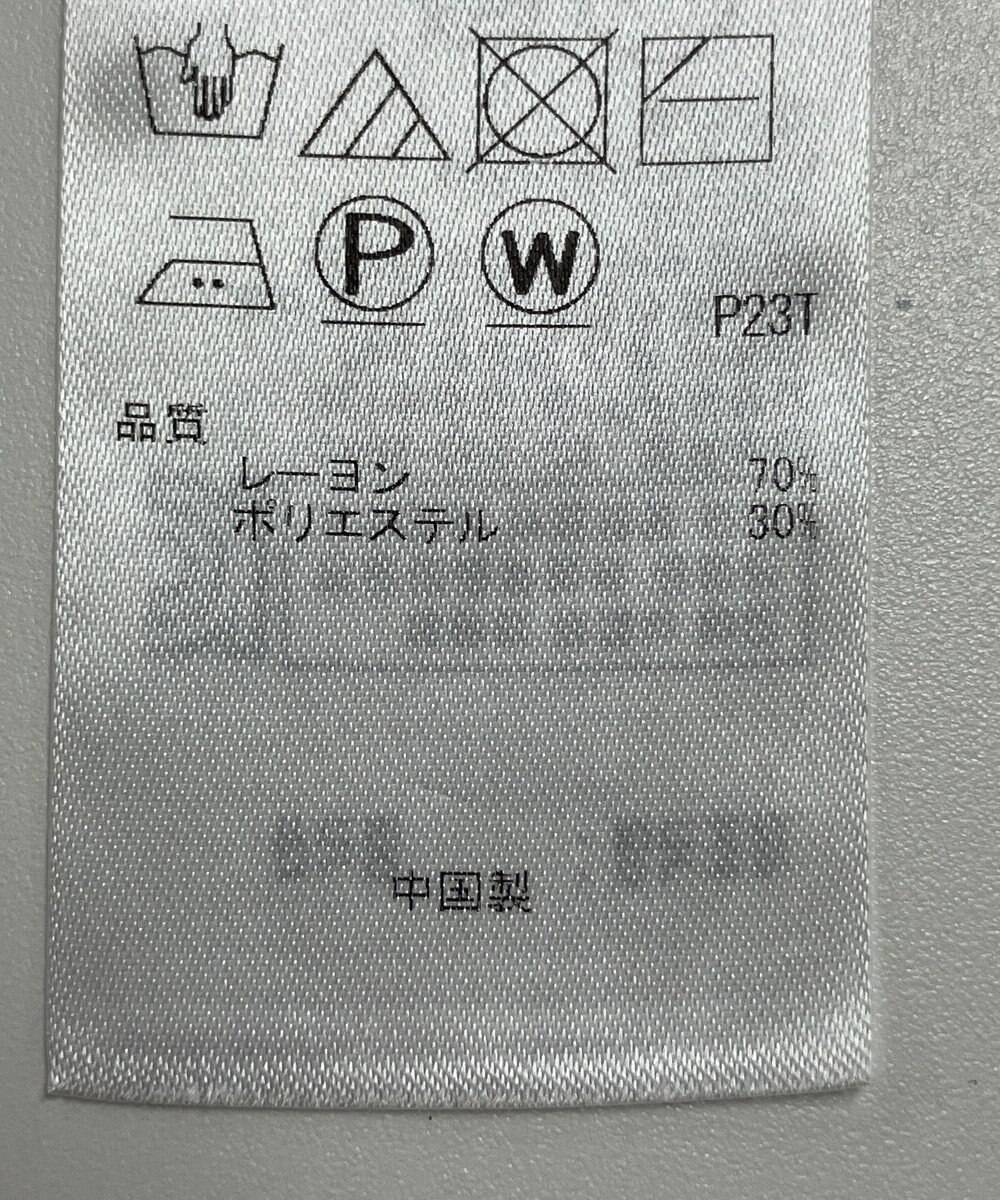 P W
P23T
品質
レーヨン 70%
ポリエステル 30%
中国製